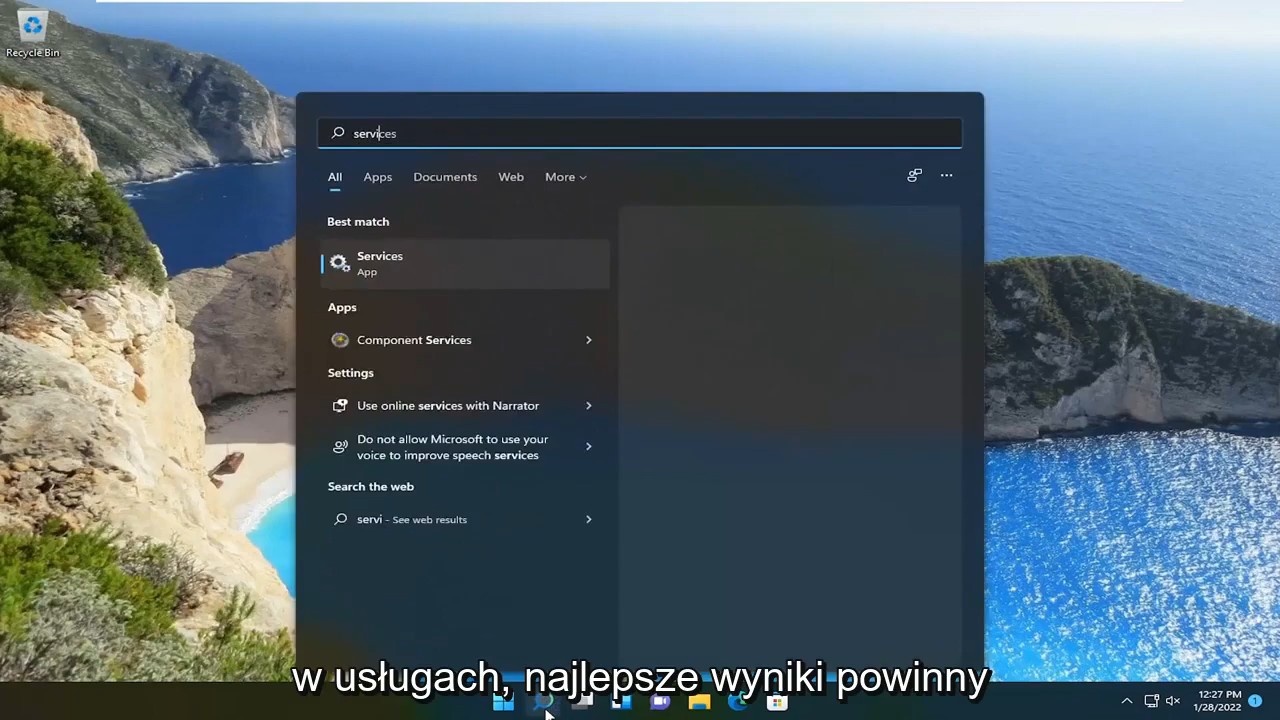 Recycle Bin
services
All Apps Documents Web More
Best match
Services
App
Apps
Component Services
Settings
Use online services with Narrator
Do not allow Microsoft to use your
voice to improve speech services
Search the web
servi - See web results
w usługach, najlepsze wyniki powinny
12:27 PM
1/28/2022
1